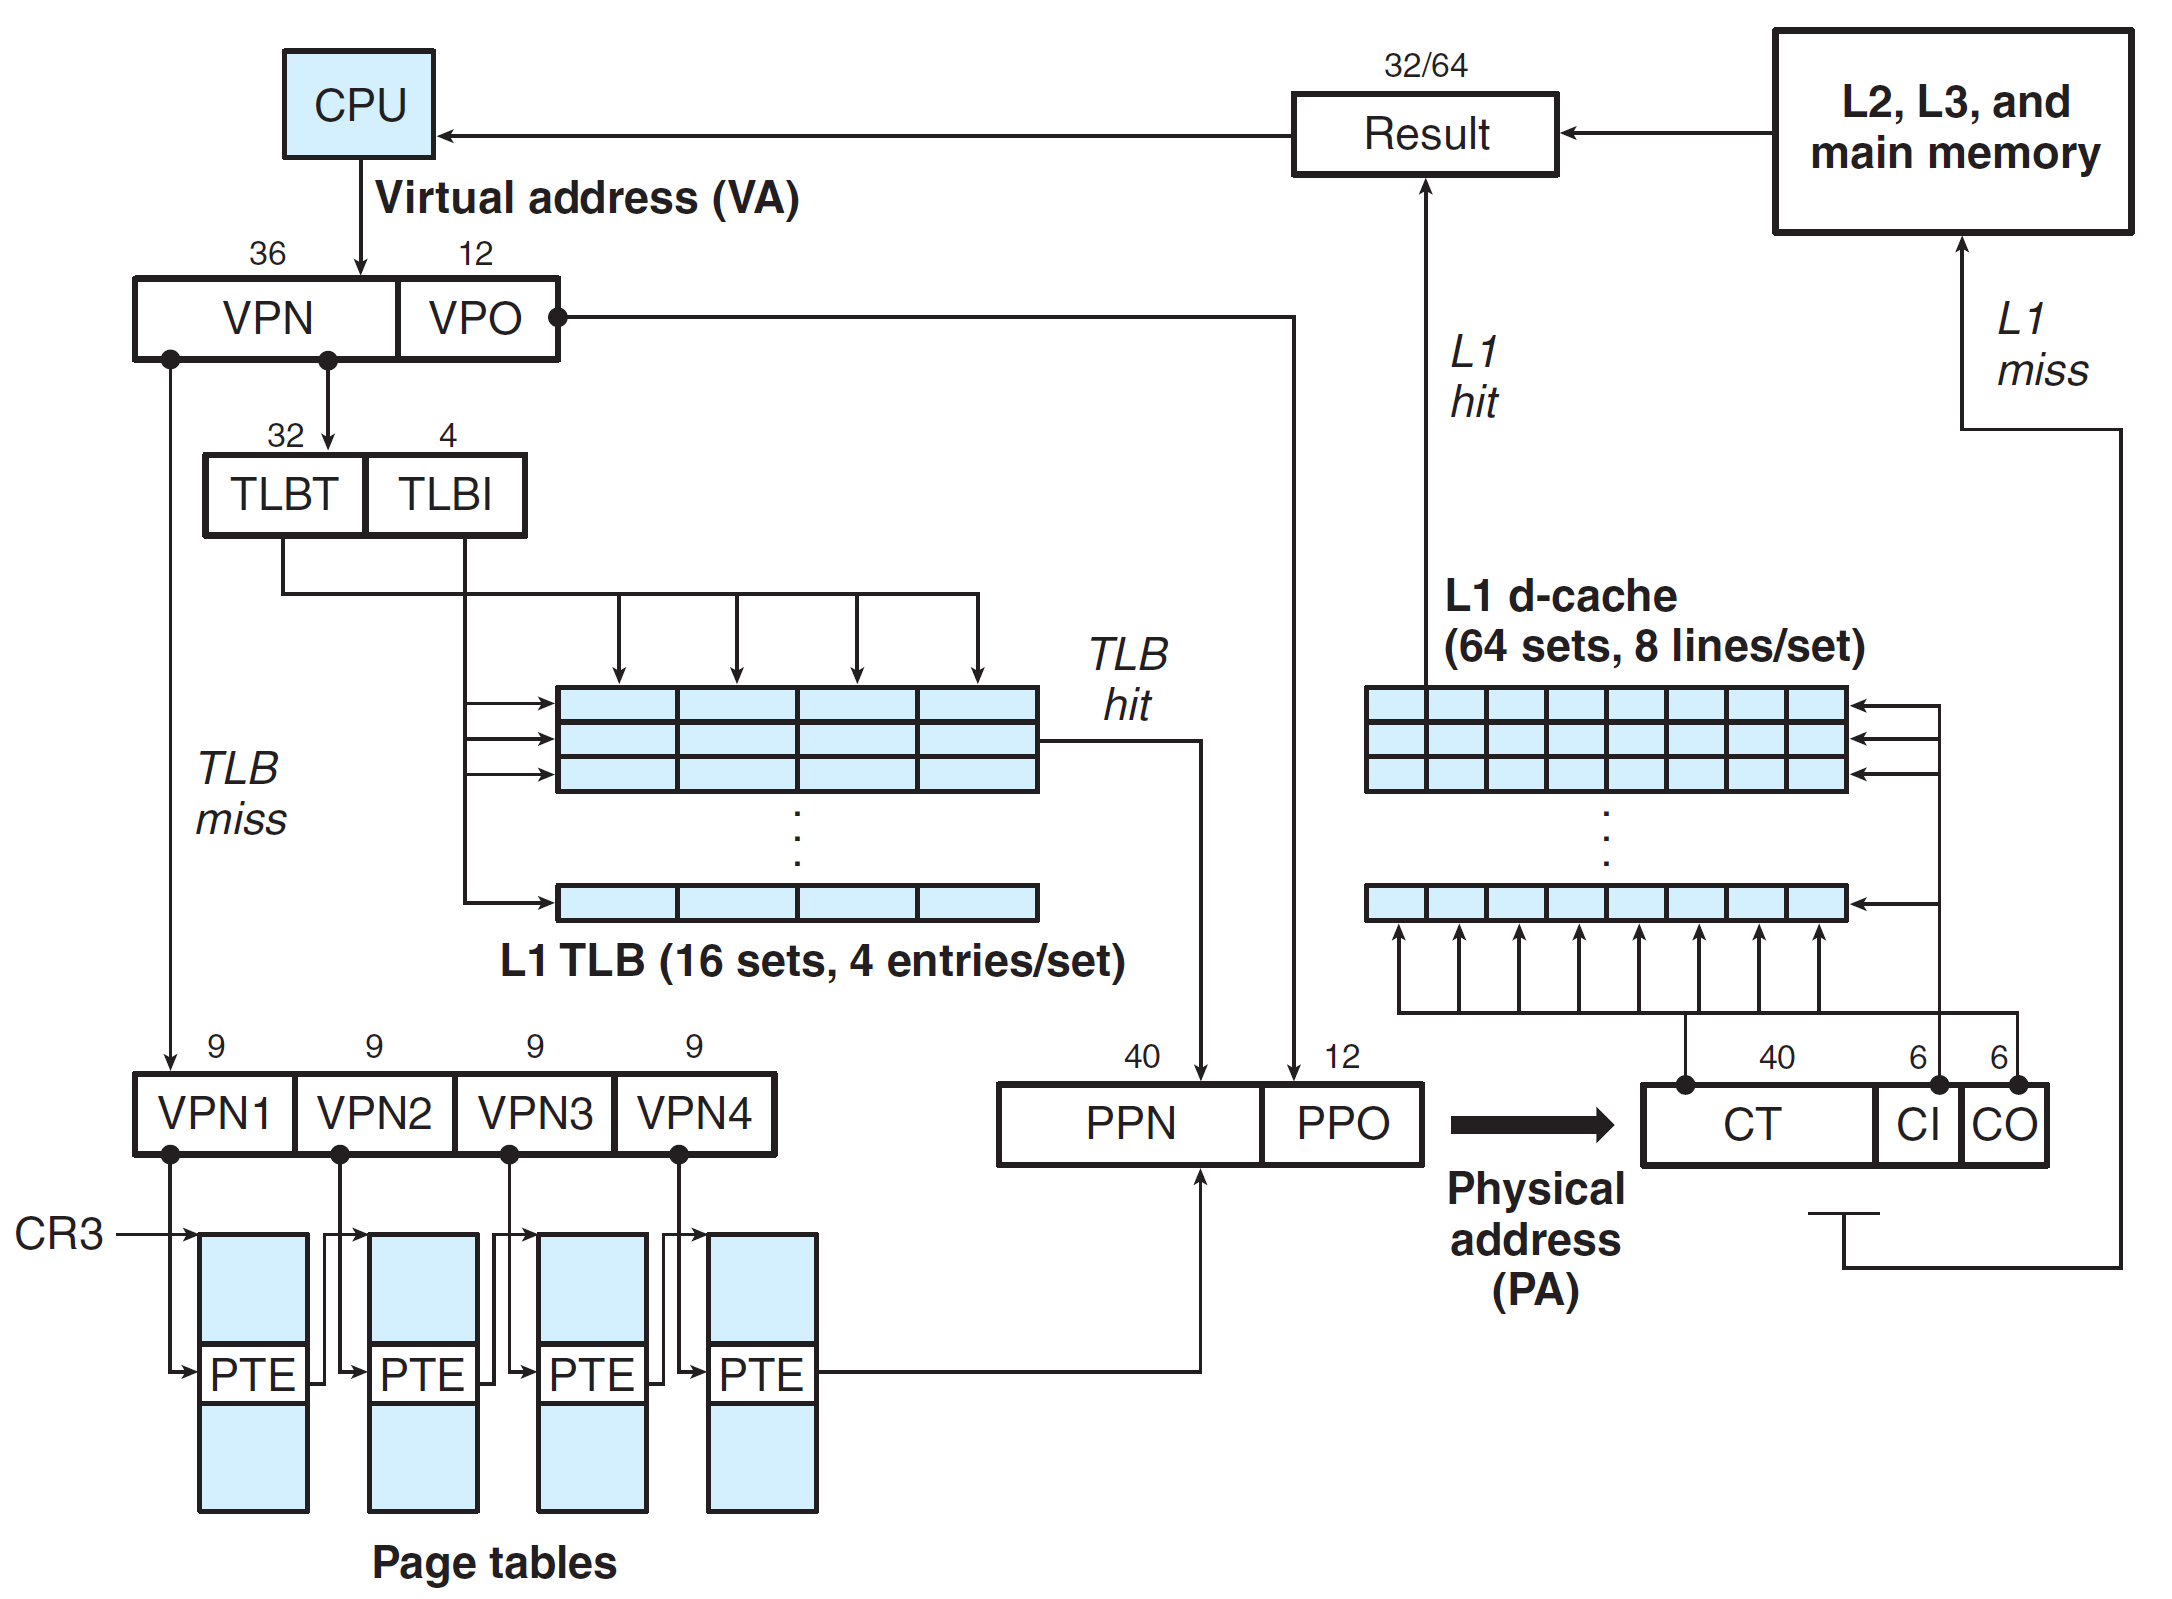 CPU
32/64
Result
L2, L3, and
main memory
Virtual address (VA)
36 12
VPN VPO
L1
hit
L1
miss
32 4
TLBT TLBI
L1 d-cache
(64 sets, 8 lines/set)
TLB
hit
TLB
miss
.
.
.
.
.
.
L1 TLB (16 sets, 4 entries/set)
9 9 9 9
VPN1 VPN2 VPN3 VPN4
40 12
PPN PPO
40 6 6
CT CI CO
Physical
address
(PA)
CR3
PTE PTE PTE PTE
Page tables